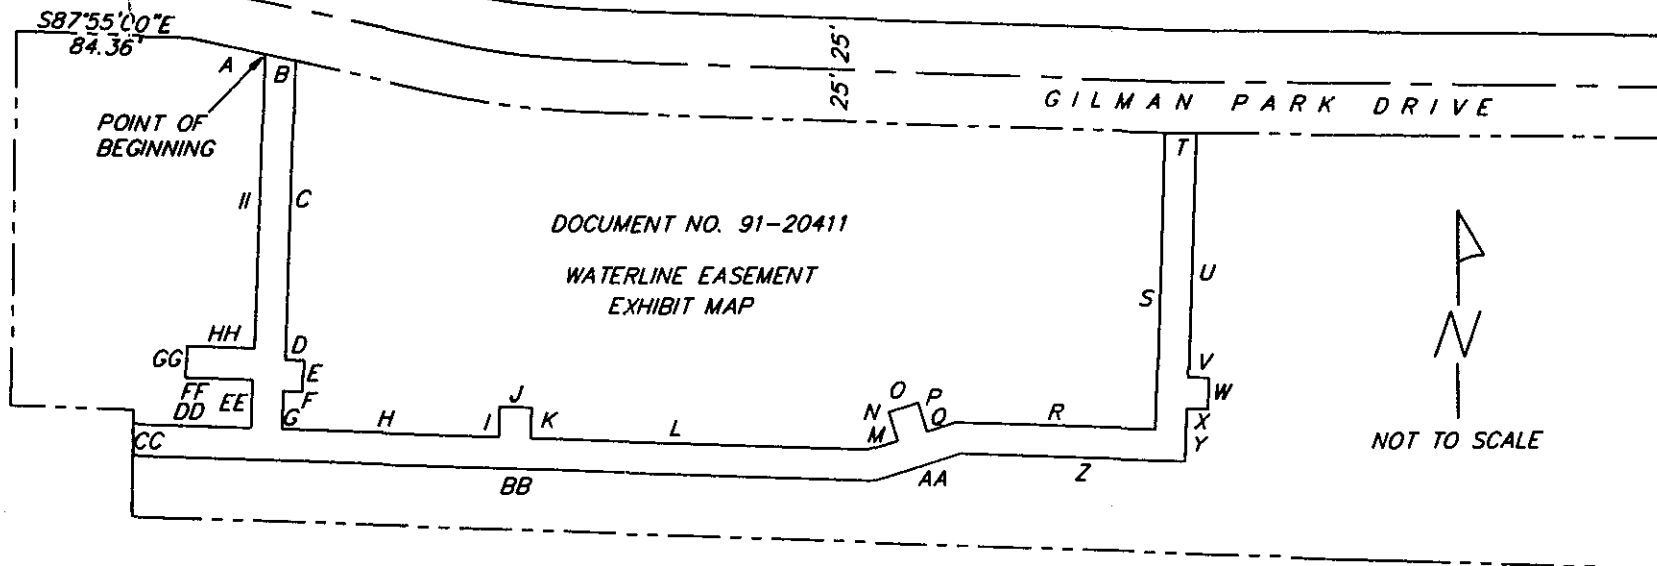 S87°55'00"E
84.36'
A
B
POINT OF
BEGINNING
25' 25'
GILMAN PARK DRIVE
T
II
C
DOCUMENT NO. 91-20411
WATERLINE EASEMENT
EXHIBIT MAP
S
U
N
HH
D
GG
E
V
W
FF
DD
EE
F
G
H
I
J
K
L
M
N
O
P
Q
R
X
Y
NOT TO SCALE
CC
BB
AA
Z